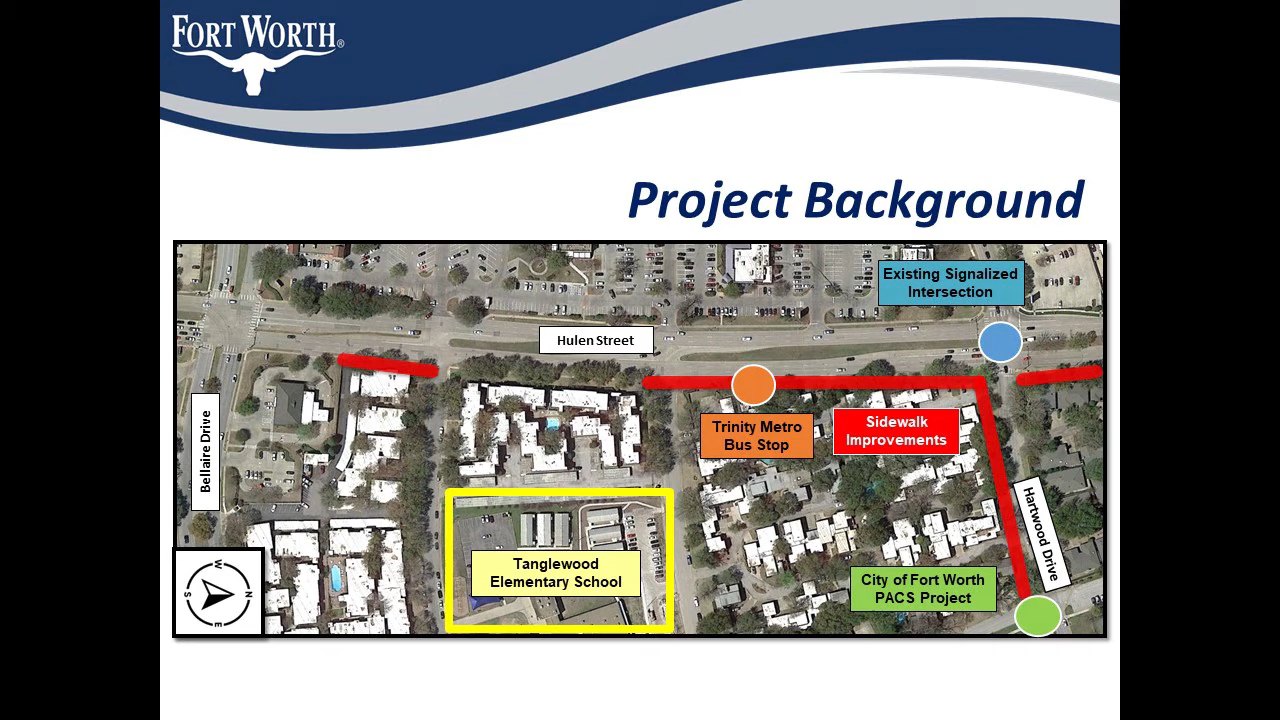 FORT WORTH®
Project Background
Existing Signalized
Intersection
Hulen Street
Bellaire Drive
Trinity Metro
Bus Stop
Sidewalk
Improvements
Hartwood Drive
Tanglewood
Elementary School
City of Fort Worth
PACS Project
W
S
N
E